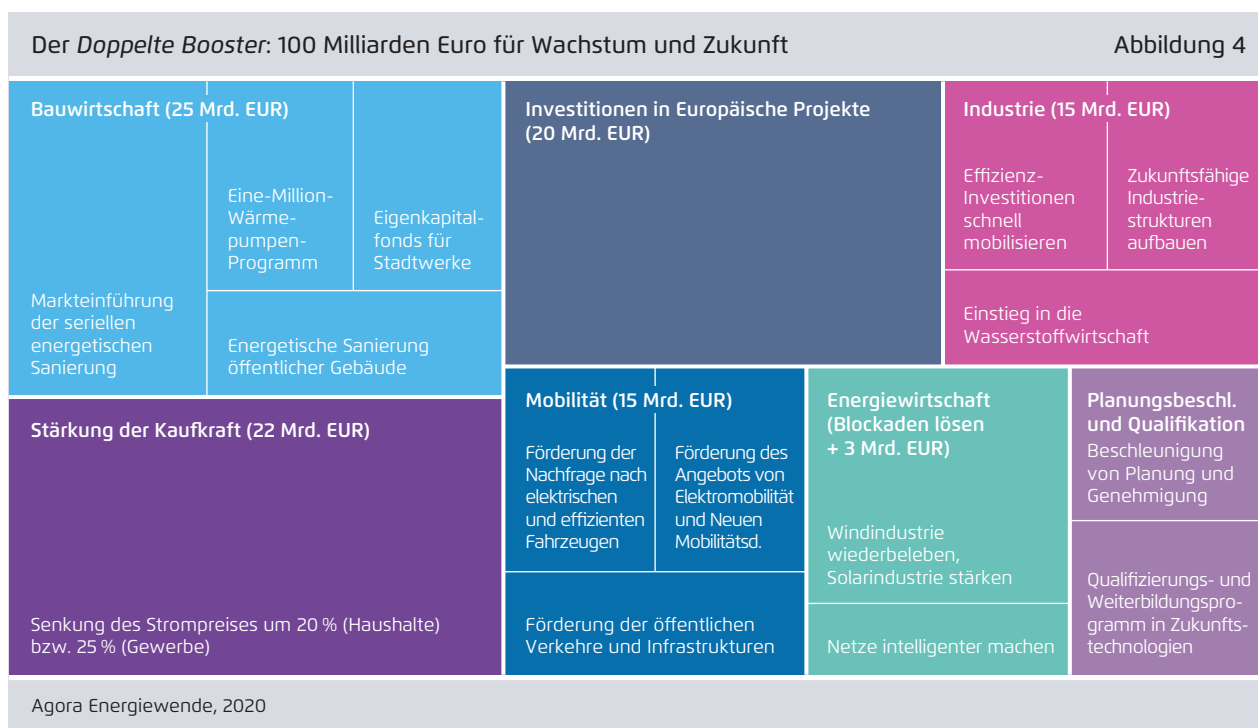 Der Doppelte Booster: 100 Milliarden Euro für Wachstum und Zukunft
Abbildung 4
Bauwirtschaft (25 Mrd. EUR)
Markteinführung
der seriellen
energetischen
Sanierung
Eine-Million-
Wärme-
pumpen-
Programm
Eigenkapital-
fonds für
Stadtwerke
Energetische Sanierung
öffentlicher Gebäude
Investitionen in Europäische Projekte
(20 Mrd. EUR)
Industrie (15 Mrd. EUR)
Effizienz-
Investitionen
schnell
mobilisieren
Zukunftsfähige
Industrie-
strukturen
aufbauen
Einstieg in die
Wasserstoffwirtschaft
Stärkung der Kaufkraft (22 Mrd. EUR)
Senkung des Strompreises um 20 % (Haushalte)
bzw. 25 % (Gewerbe)
Mobilität (15 Mrd. EUR)
Förderung der
Nachfrage nach
elektrischen
und effizienten
Fahrzeugen
Förderung des
Angebots von
Elektromobilität
und Neuen
Mobilitätsd.
Förderung der öffentlichen
Verkehre und Infrastrukturen
Energiewirtschaft
(Blockaden lösen
+ 3 Mrd. EUR)
Windindustrie
wiederbeleben,
Solarindustrie stärken
Netze intelligenter machen
Planungsbeschl.
und Qualifikation
Beschleunigung
von Planung und
Genehmigung
Qualifizierungs- und
Weiterbildungspro-
gramm in Zukunfts-
technologien
Agora Energiewende, 2020